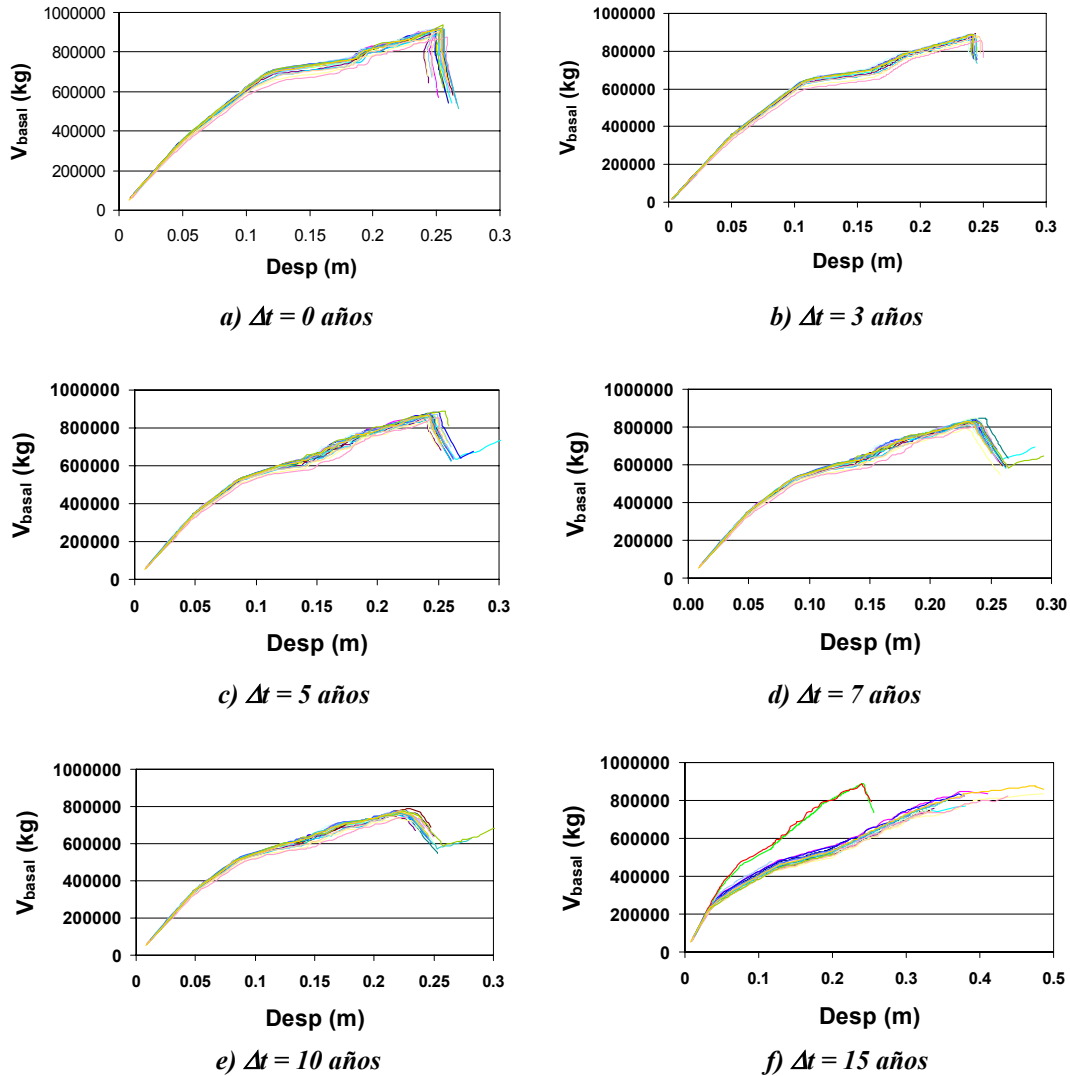 1000000
800000
600000
400000
200000
0
V basal (kg)
0 0.05 0.1 0.15 0.2 0.25 0.3
Desp (m)
a) Δt = 0 años
1000000
800000
600000
400000
200000
0
V basal (kg)
0 0.05 0.1 0.15 0.2 0.25 0.3
Desp (m)
b) Δt = 3 años
1000000
800000
600000
400000
200000
0
V basal (kg)
0 0.05 0.1 0.15 0.2 0.25 0.3
Desp (m)
c) Δt = 5 años
1000000
800000
600000
400000
200000
0
V basal (kg)
0.00 0.05 0.10 0.15 0.20 0.25 0.30
Desp (m)
d) Δt = 7 años
1000000
800000
600000
400000
200000
0
V basal (kg)
0 0.05 0.1 0.15 0.2 0.25 0.3
Desp (m)
e) Δt = 10 años
1000000
800000
600000
400000
200000
0
V basal (kg)
0 0.1 0.2 0.3 0.4 0.5
Desp (m)
f) Δt = 15 años